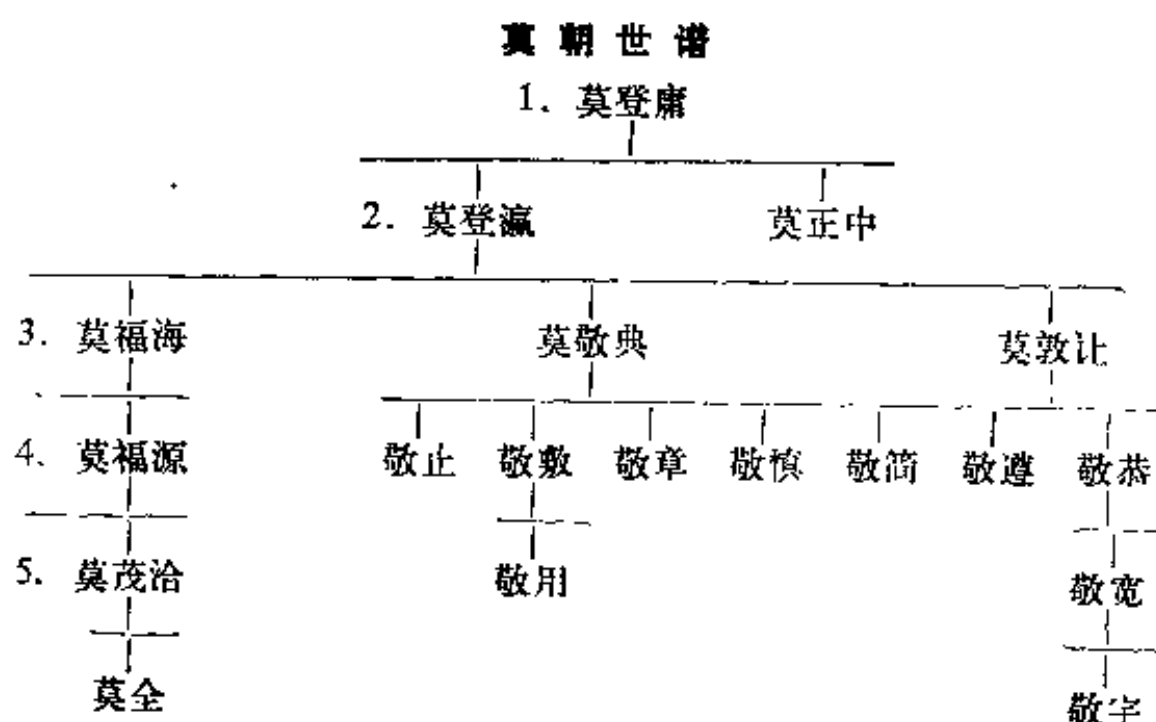 莫朝世谱
1. 莫登庸
2. 莫登瀛 莫正中
3. 莫福海 莫敬典 莫敦让
4. 莫福源 敬止 敬敷 敬章 敬慎 敬简 敬遵 敬恭
5. 莫茂洽 敬用 敬宽
莫全 敬宇